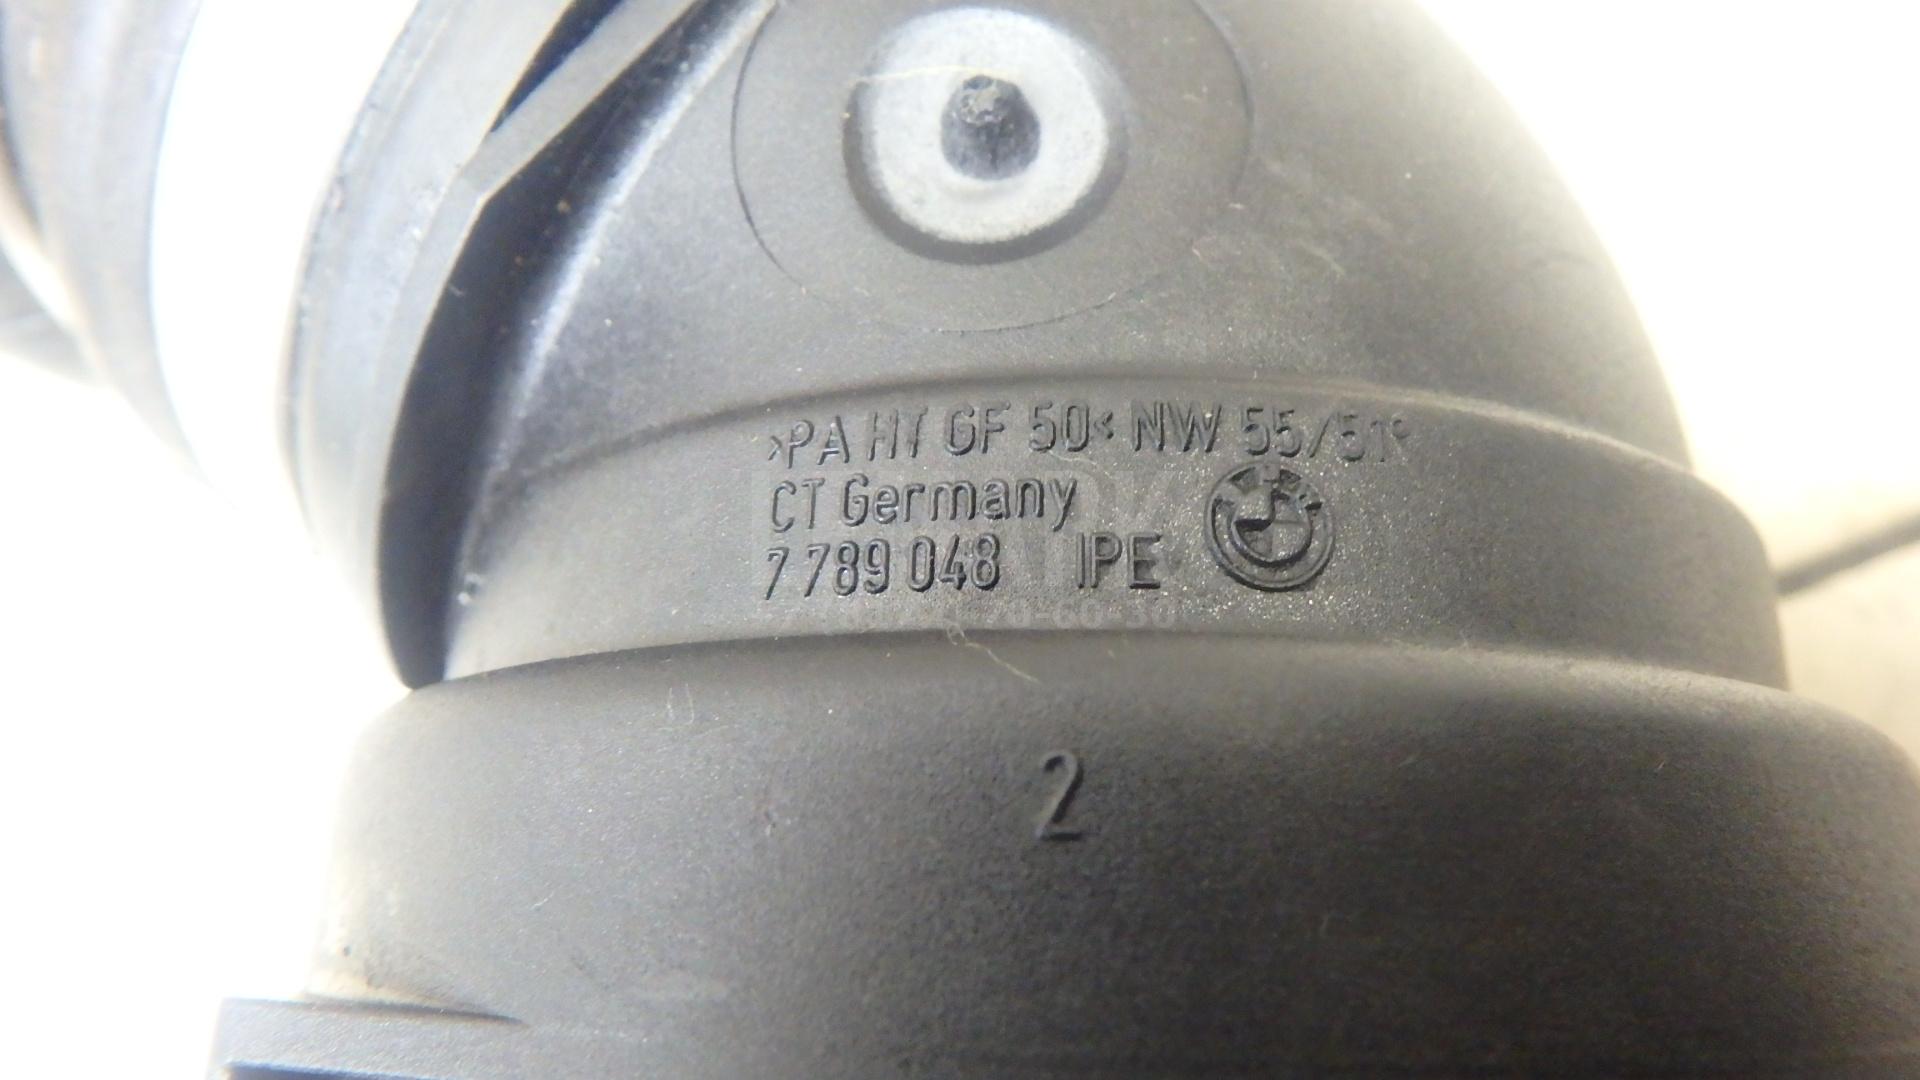 >PA HT GF 50< NW 55/51°
CT Germany
7 789 048 IPE
2